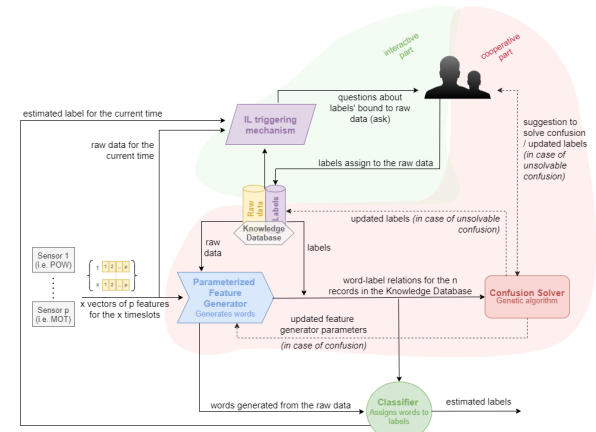 interactive
part
cooperative
part
estimated label for the current time
IL triggering
mechanism
questions about
labels' bound to raw
data (ask)
suggestion to
solve confusion
/ updated labels
(in case of
unsolvable
confusion)
raw data for the
current time
labels assign to the raw data
Raw
data
Labels
Knowledge
Database
updated labels (in case of unsolvable
confusion)
raw
data
labels
Sensor 1
(i.e. POW)
1 1 2 ... p
x 1 2 ... p
Sensor p
(i.e. MOT)
x vectors of p features
for the x timeslots
Parameterized
Feature
Generator
Generates words
word-label relations for the n
records in the Knowledge Database
Confusion Solver
Genetic algorithm
updated feature
generator parameters
(in case of confusion)
words generated from the raw data
Classifier
Assigns words to
labels
estimated labels